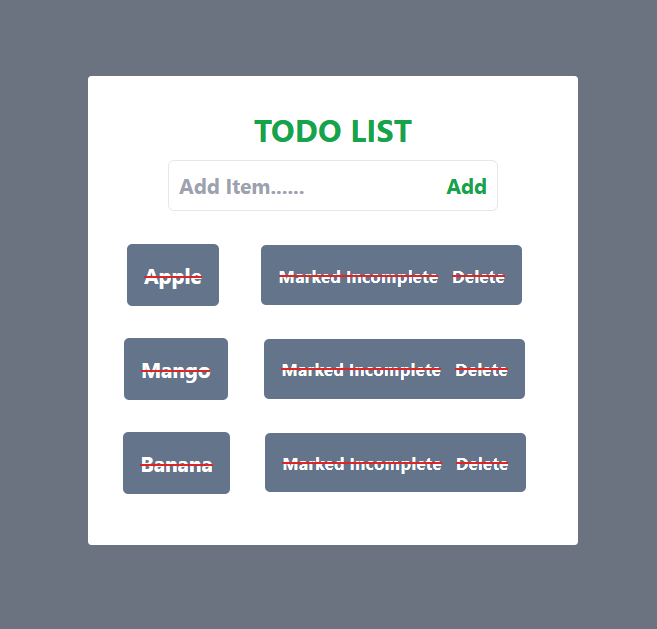 TODO LIST
Add Item...... Add
Apple Marked Incomplete Delete
Mango Marked Incomplete Delete
Banana Marked Incomplete Delete